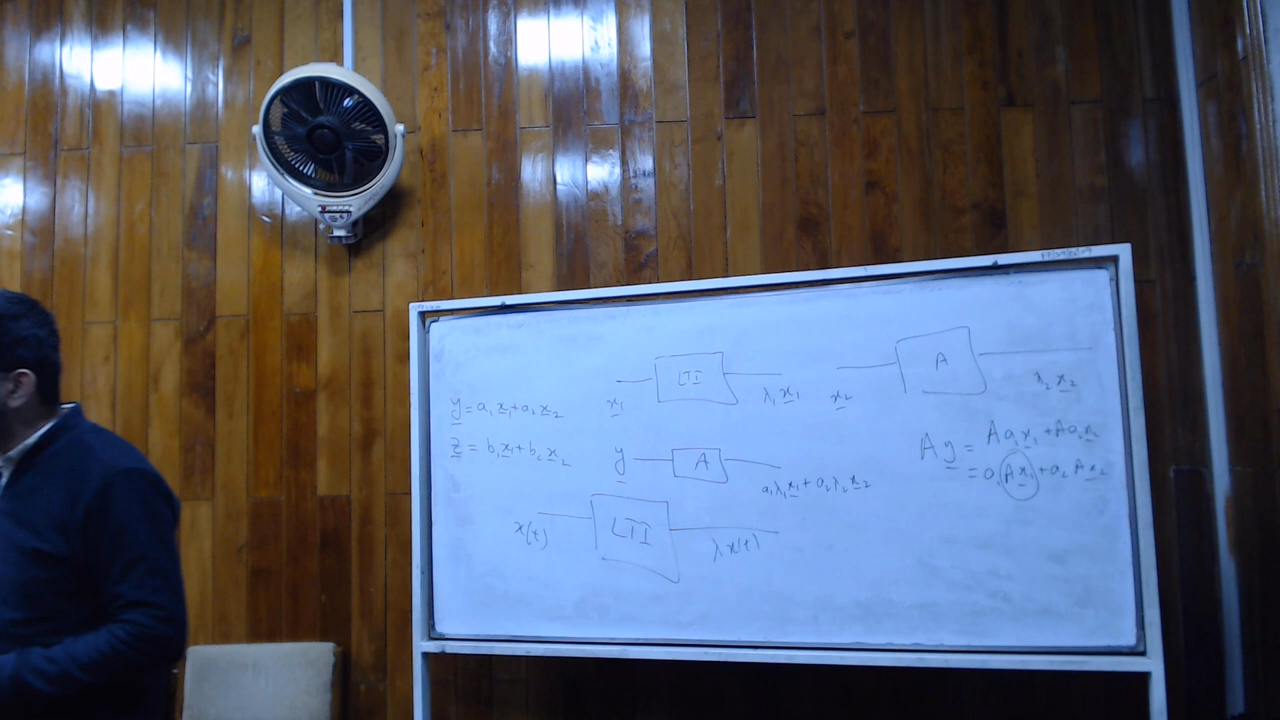 LTI
A
x₁
λ₁x₁
x₂
λ₂x₂
y = a₁x₁ + a₂x₂
z = b₁x₁ + b₂x₂
y
A
a₁λ₁x₁ + a₂λ₂x₂
Ay = Aa₁x₁ + Aa₂x₂
= a₁Ax₁ + a₂Ax₂
x(t)
LTI
λx(t)